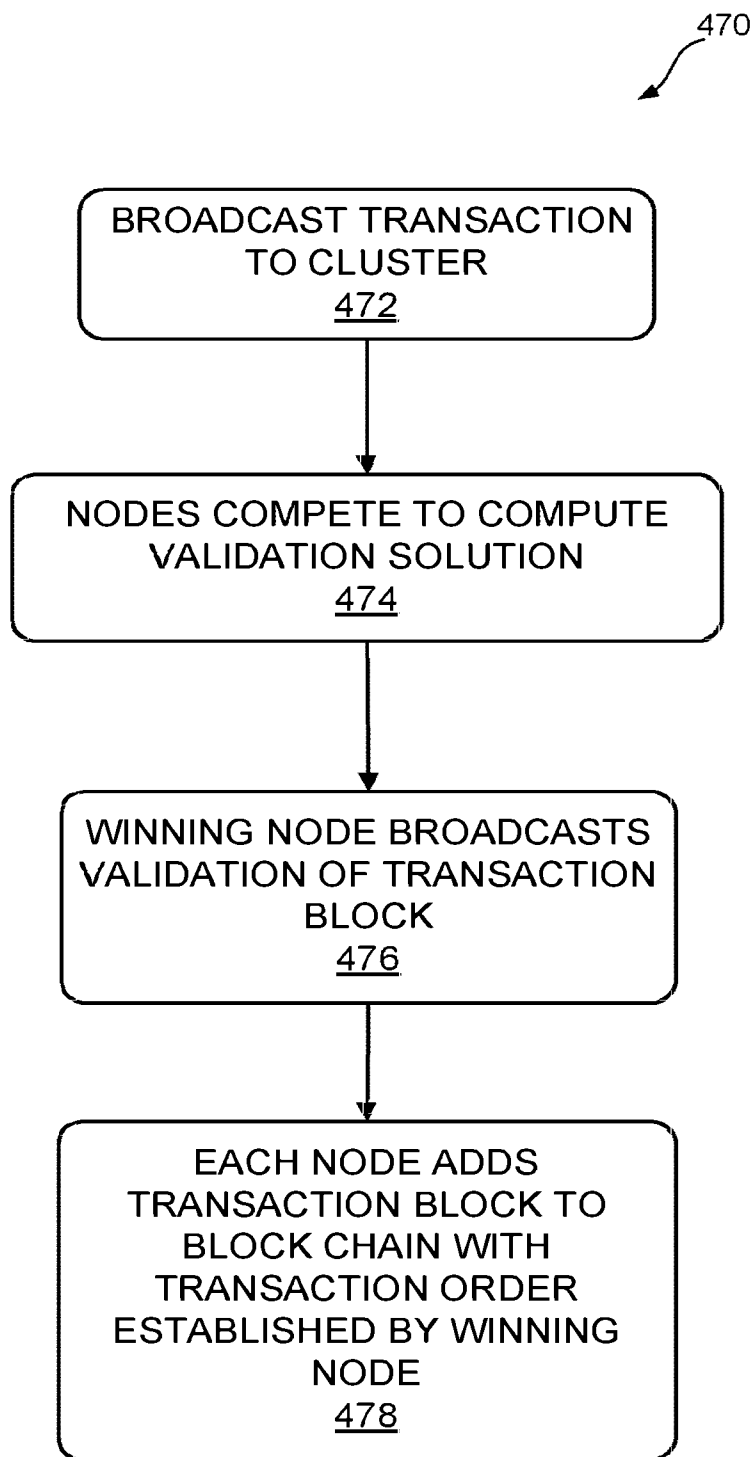 470
BROADCAST TRANSACTION
TO CLUSTER
472
NODES COMPETE TO COMPUTE
VALIDATION SOLUTION
474
WINNING NODE BROADCASTS
VALIDATION OF TRANSACTION
BLOCK
476
EACH NODE ADDS
TRANSACTION BLOCK TO
BLOCK CHAIN WITH
TRANSACTION ORDER
ESTABLISHED BY WINNING
NODE
478